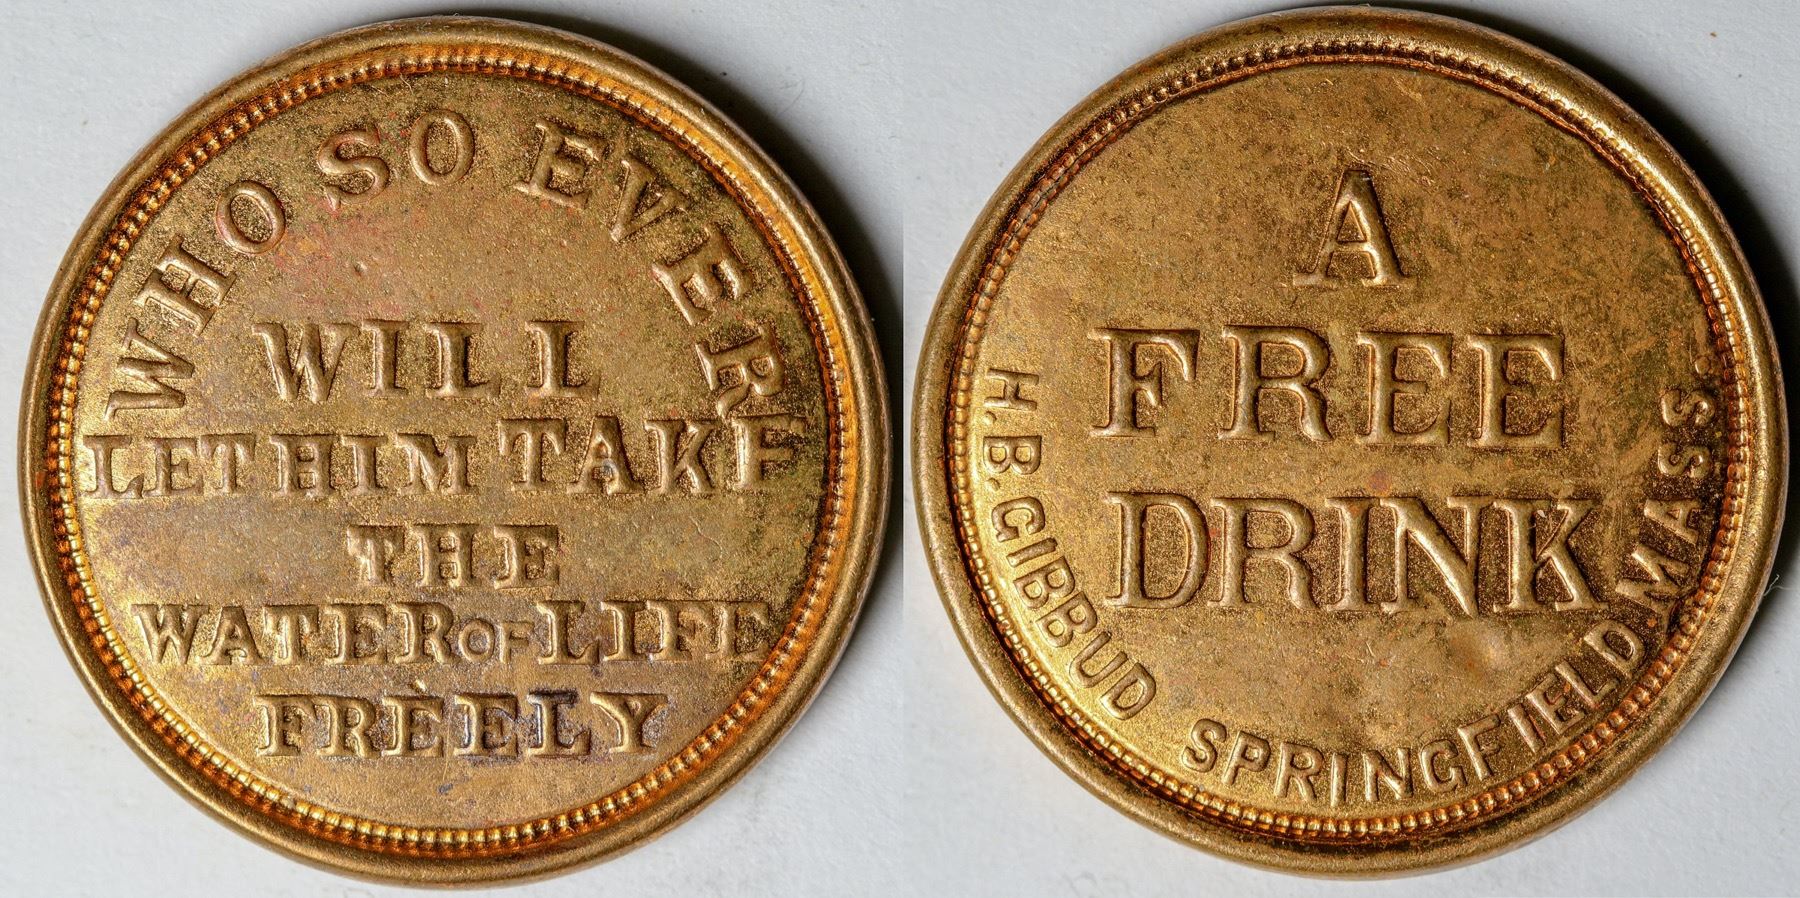 WHO SO EVER
WILL
LET HIM TAKE
THE
WATER OF LIFE
FREELY
A
FREE
DRINK
H.B.GIBBUD SPRINGFIELD MASS.